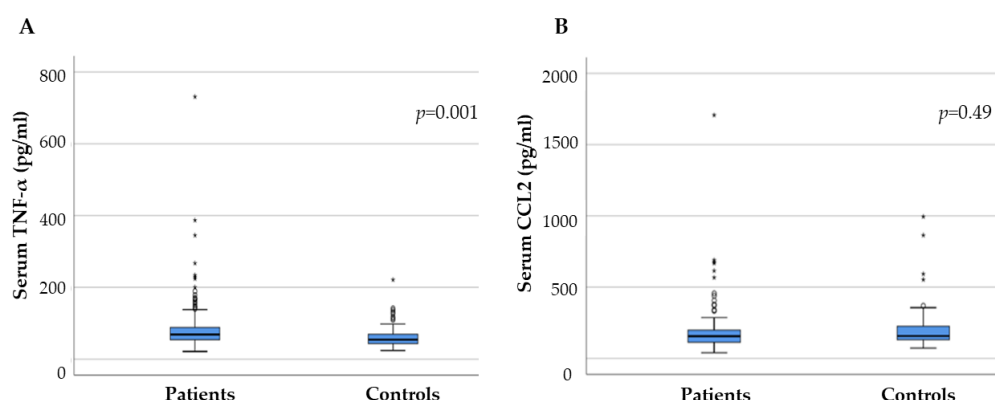 A
B
Serum TNF-α (pg/ml)
800
600
400
200
0
p=0.001
Patients
Controls
Serum CCL2 (pg/ml)
2000
1500
1000
500
0
p=0.49
Patients
Controls